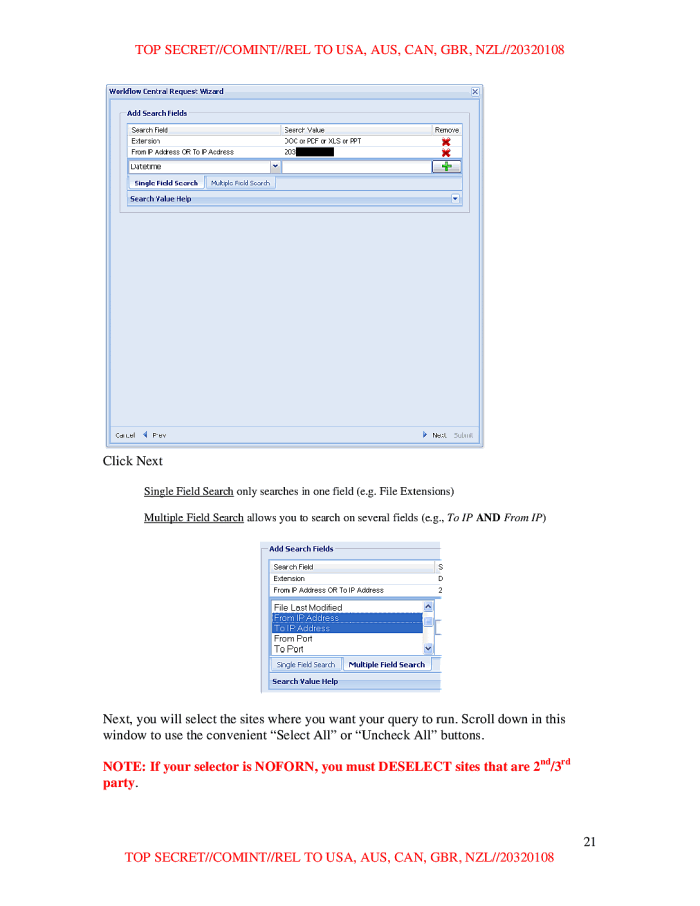 TOP SECRET//COMINT//REL TO USA, AUS, CAN, GBR, NZL//20320108
Workflow Central Request Wizard
Add Search Fields
Search Field Search Value Remove
Extension DOC or PDF or XLS or PPT
From IP Address OR To IP Address 203
Datetime
Single Field Search Multiple Field Search
Search Value Help
Cancel Prev Next Submit
Click Next
Single Field Search only searches in one field (e.g. File Extensions)
Multiple Field Search allows you to search on several fields (e.g., To IP AND From IP)
Add Search Fields
Search Field S
Extension D
From IP Address OR To IP Address 2
File Last Modified
From IP Address
To IP Address
From Port
To Port
Single Field Search Multiple Field Search
Search Value Help
Next, you will select the sites where you want your query to run. Scroll down in this
window to use the convenient “Select All” or “Uncheck All” buttons.
NOTE: If your selector is NOFORN, you must DESELECT sites that are 2nd/3rd
party.
21
TOP SECRET//COMINT//REL TO USA, AUS, CAN, GBR, NZL//20320108